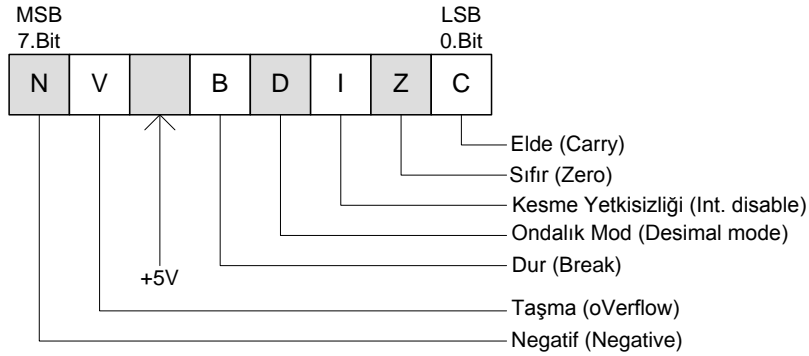 MSB
7.Bit
LSB
0.Bit
N V B D I Z C
Elde (Carry)
Sıfır (Zero)
Kesme Yetkisizliği (Int. disable)
Ondalık Mod (Desimal mode)
Dur (Break)
+5V
Taşma (oVerflow)
Negatif (Negative)